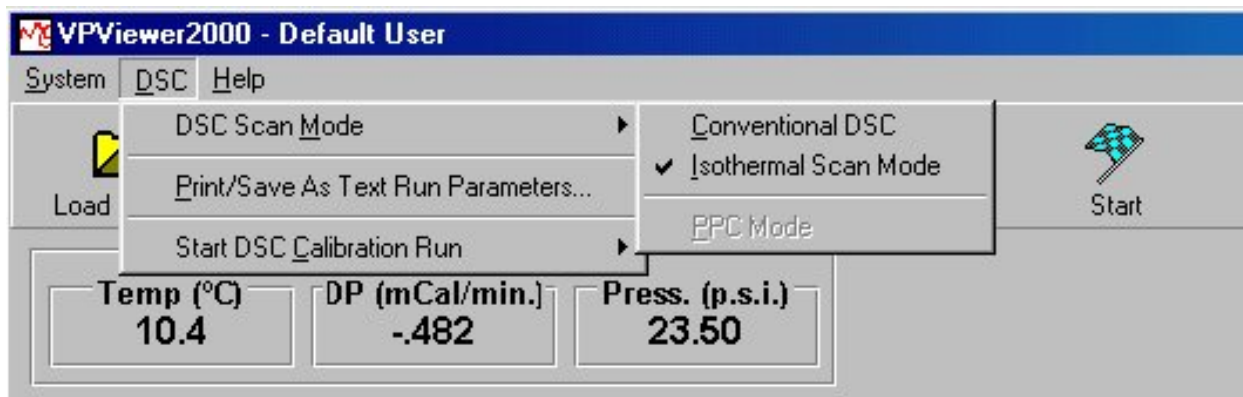 VPViewer2000 - Default User
System DSC Help
DSC Scan Mode
Conventional DSC
Isothermal Scan Mode
Print/Save As Text Run Parameters...
PPC Mode
Load
Start
Start DSC Calibration Run
Temp (ºC) DP (mCal/min.) Press. (p.s.i.)
10.4 -.482 23.50